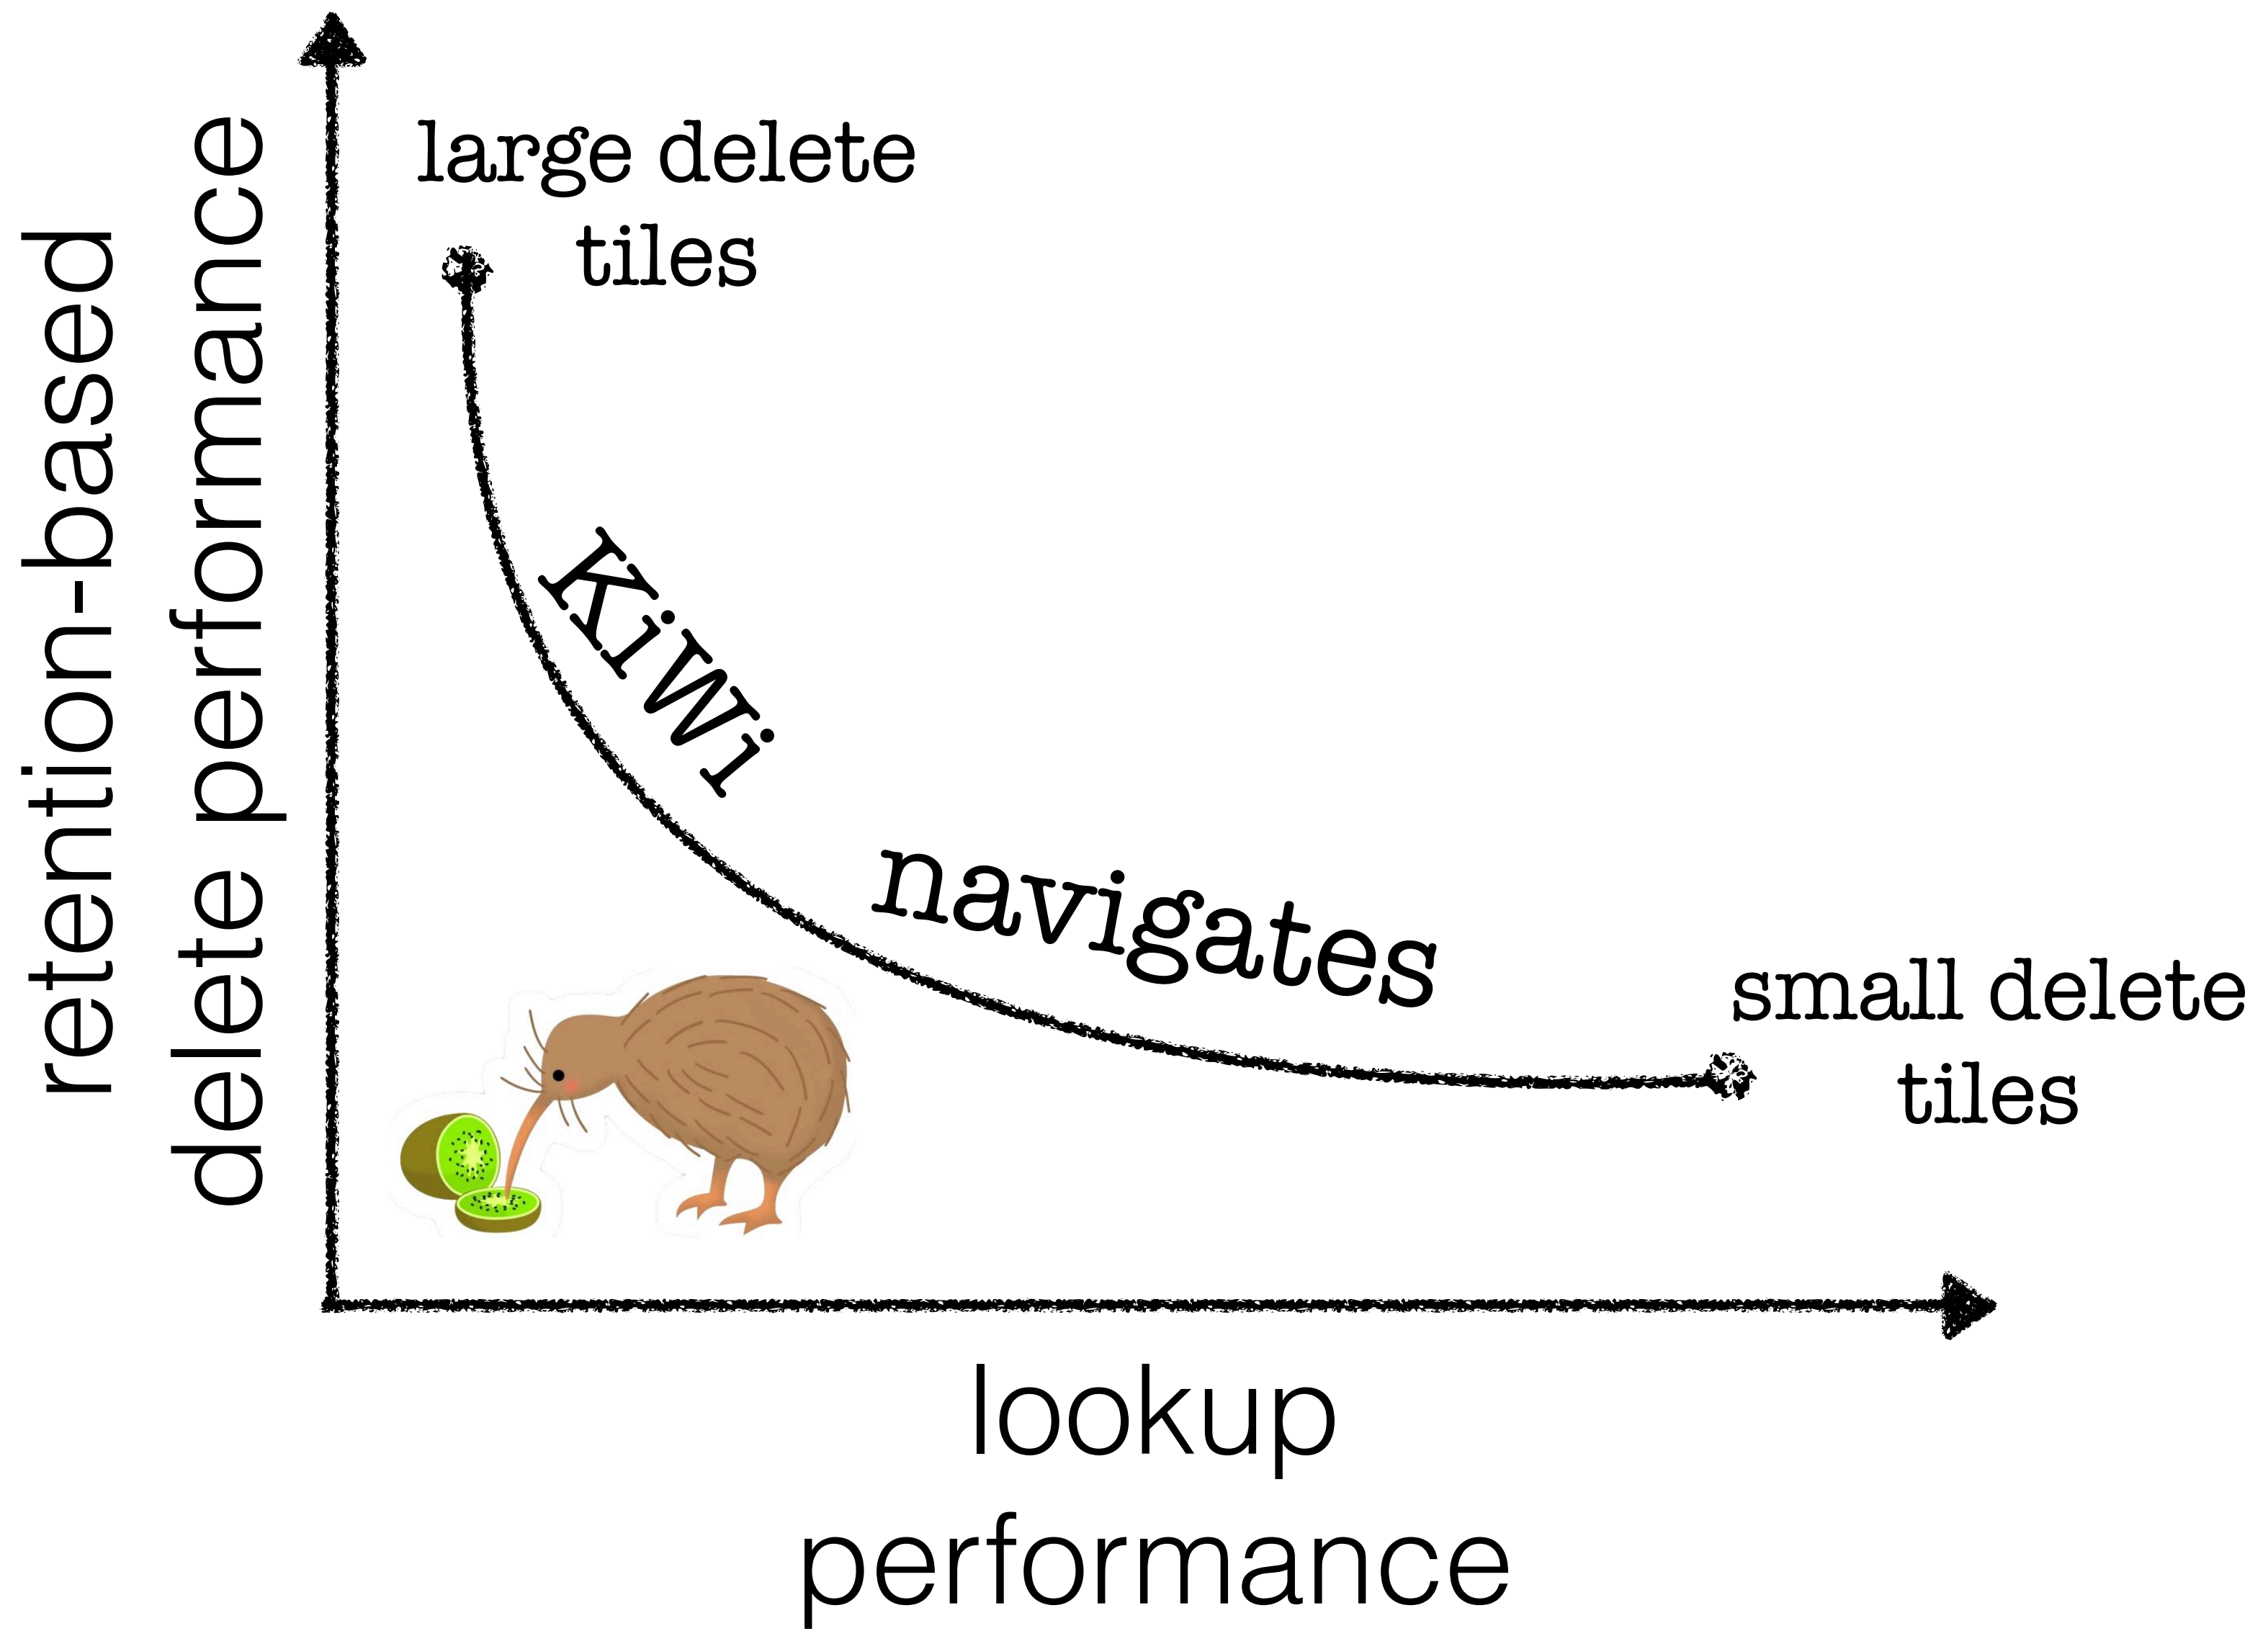 retention-based
delete performance
large delete
tiles
KiWi
navigates
small delete
tiles
lookup
performance